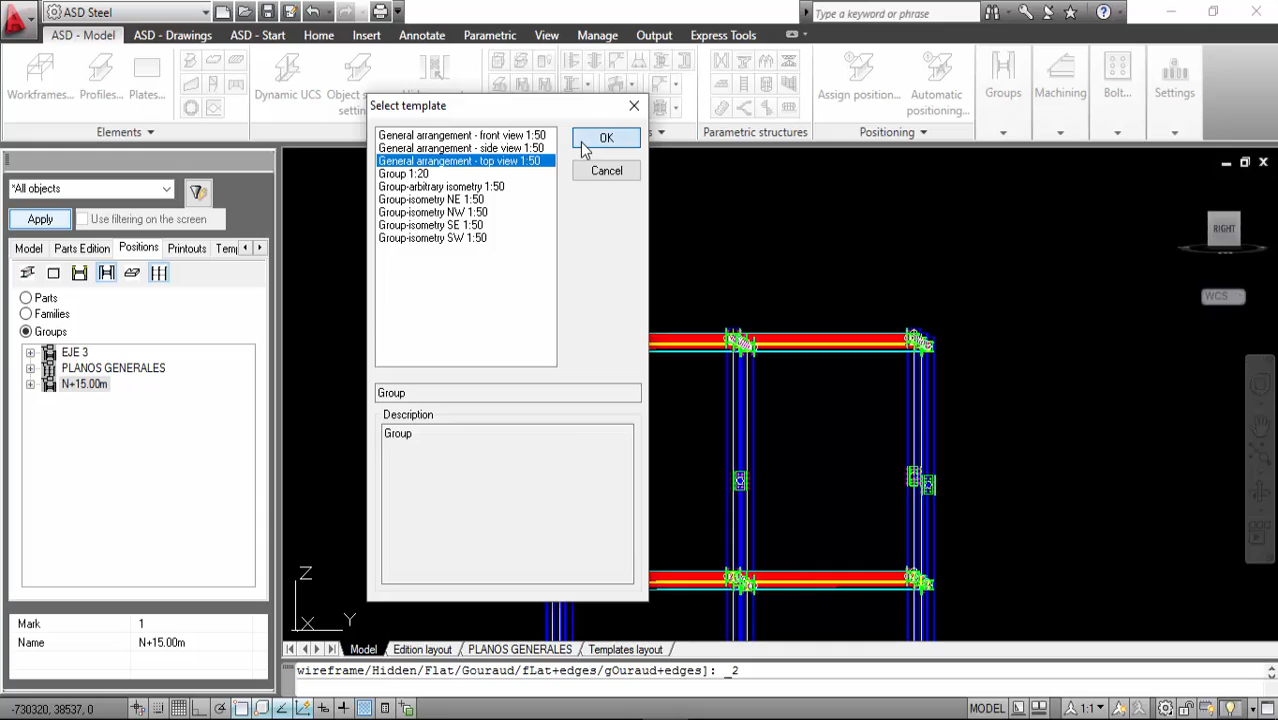 ASD Steel
Type a keyword or phrase
ASD - Model
ASD - Drawings
ASD - Start
Home
Insert
Annotate
Parametric
View
Manage
Output
Express Tools
Workframes...
Profiles...
Plates...
Dynamic UCS
Assign position...
Automatic
positioning...
Groups
Machining
Bolt...
Settings
Elements
Parametric structures
Positioning
Select template
General arrangement - front view 1:50
General arrangement - side view 1:50
General arrangement - top view 1:50
Group 1:20
Group-arbitrary isometry 1:50
Group-isometry NE 1:50
Group-isometry NW 1:50
Group-isometry SE 1:50
Group-isometry SW 1:50
OK
Cancel
Group
Description
Group
*All objects
Apply
Use filtering on the screen
Model
Parts Edition
Positions
Printouts
Parts
Families
Groups
EJE 3
PLANOS GENERALES
N+15.00m
Mark 1
Name N+15.00m
RIGHT
WCS
Z
X
Y
Model
Edition layout
PLANOS GENERALES
Templates layout
wireframe/Hidden/Flat/Gouraud/fLat+edges/gOuraud+edges]: _2
-730320, 38537, 0
MODEL
1:1